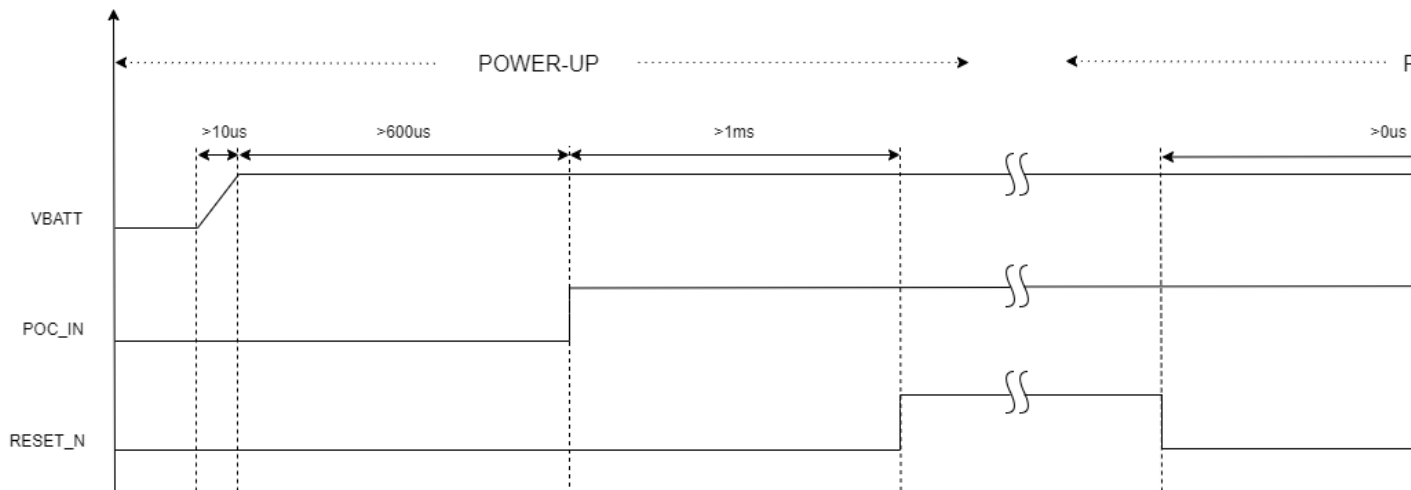 POWER-UP
P
>10us
>600us
>1ms
>0us
VBATT
POC_IN
RESET_N